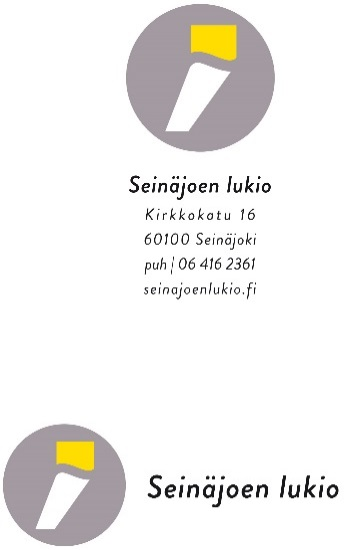 Seinäjoen lukio
Kirkkokatu 16
60100 Seinäjoki
puh ¦ 06 416 2361
seinajoenlukio.fi
Seinäjoen lukio